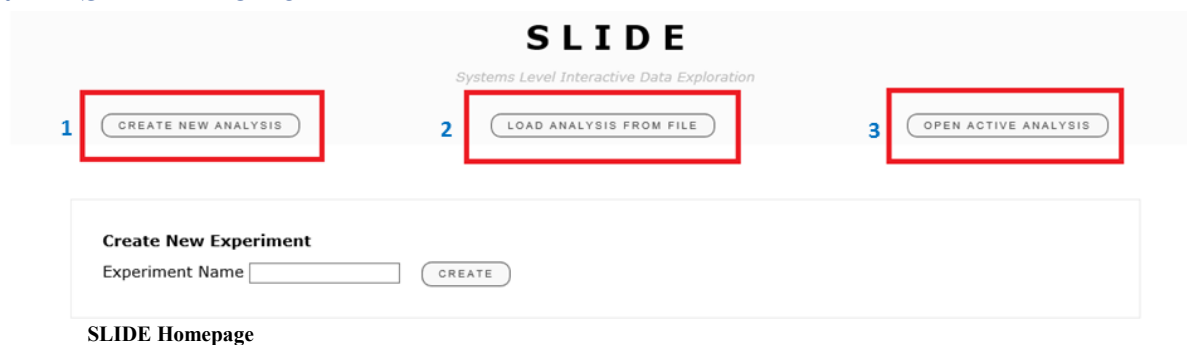 SLIDE
Systems Level Interactive Data Exploration
1 CREATE NEW ANALYSIS 2 LOAD ANALYSIS FROM FILE 3 OPEN ACTIVE ANALYSIS
Create New Experiment
Experiment Name CREATE
SLIDE Homepage